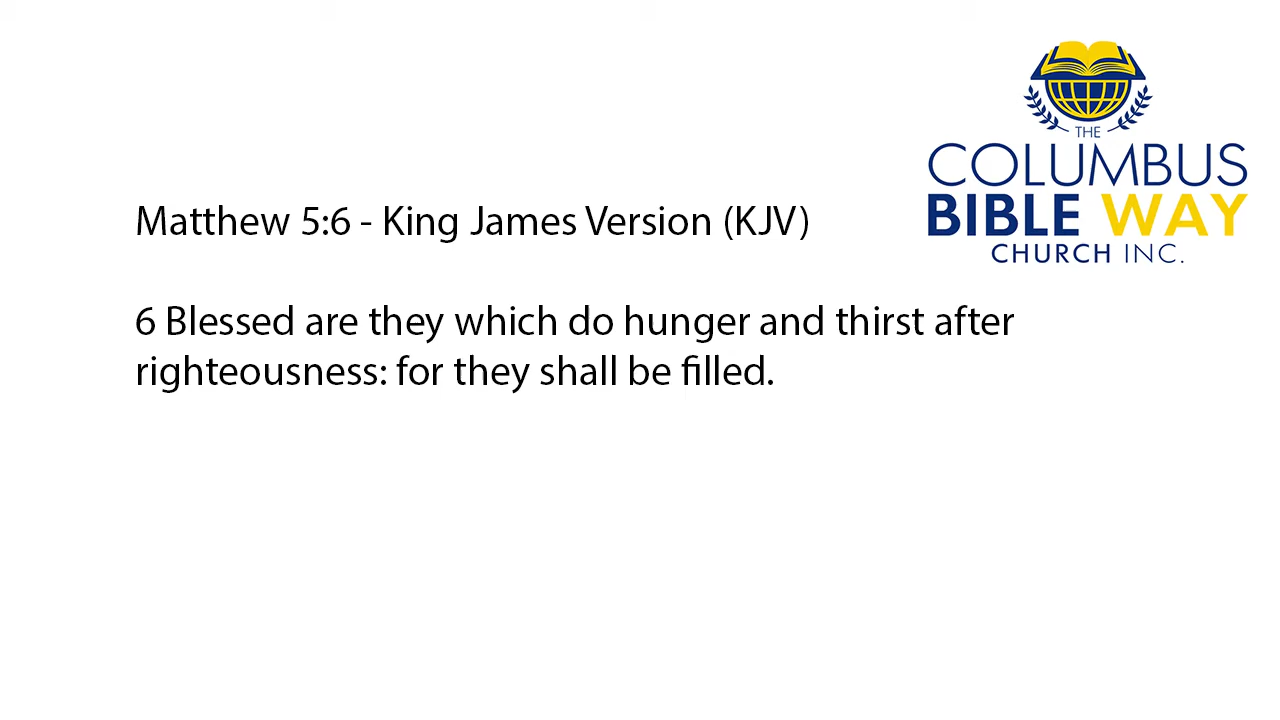 THE
COLUMBUS
BIBLE WAY
CHURCH INC.
Matthew 5:6 - King James Version (KJV)
6 Blessed are they which do hunger and thirst after
righteousness: for they shall be filled.